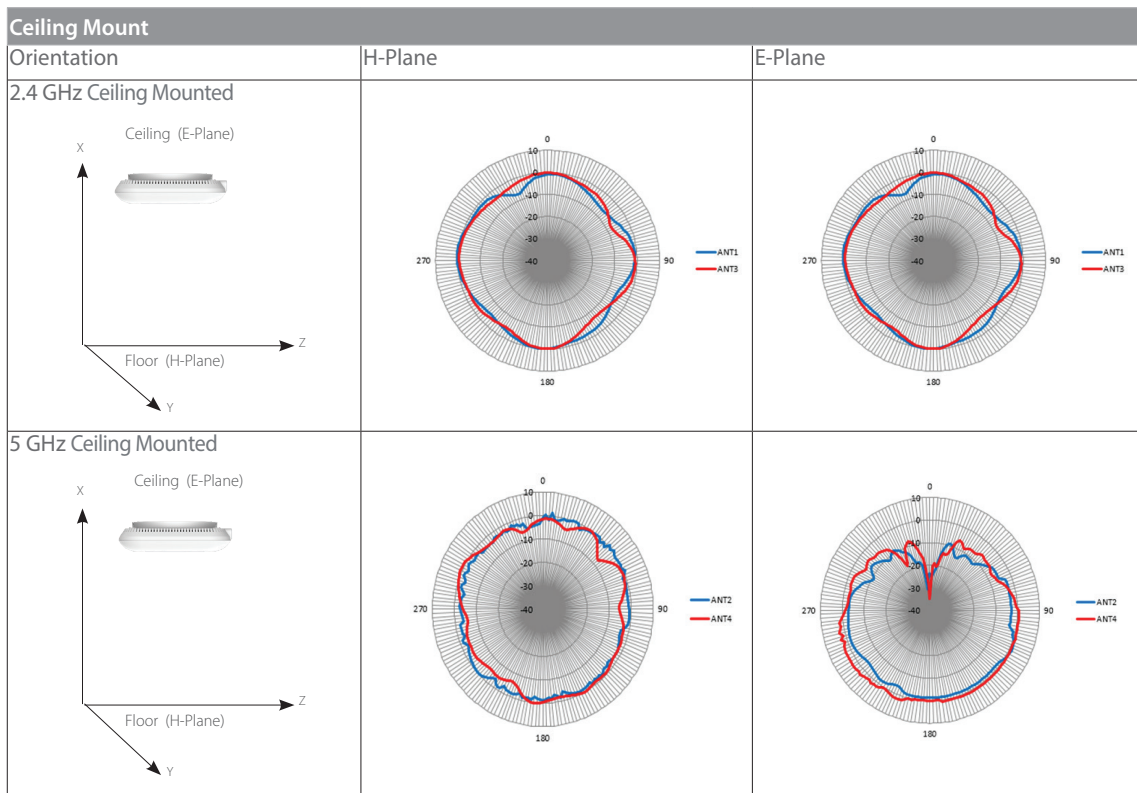 Ceiling Mount
Orientation
H-Plane
E-Plane
2.4 GHz Ceiling Mounted
Ceiling (E-Plane)
X
Z
Floor (H-Plane)
Y
0
10
0
-10
-20
-30
-40
270
90
180
ANT1
ANT3
0
10
0
-10
-20
-30
-40
270
90
180
ANT1
ANT3
5 GHz Ceiling Mounted
Ceiling (E-Plane)
X
Z
Floor (H-Plane)
Y
0
10
0
-10
-20
-30
-40
270
90
180
ANT2
ANT4
0
10
0
-10
-20
-30
-40
270
90
180
ANT2
ANT4